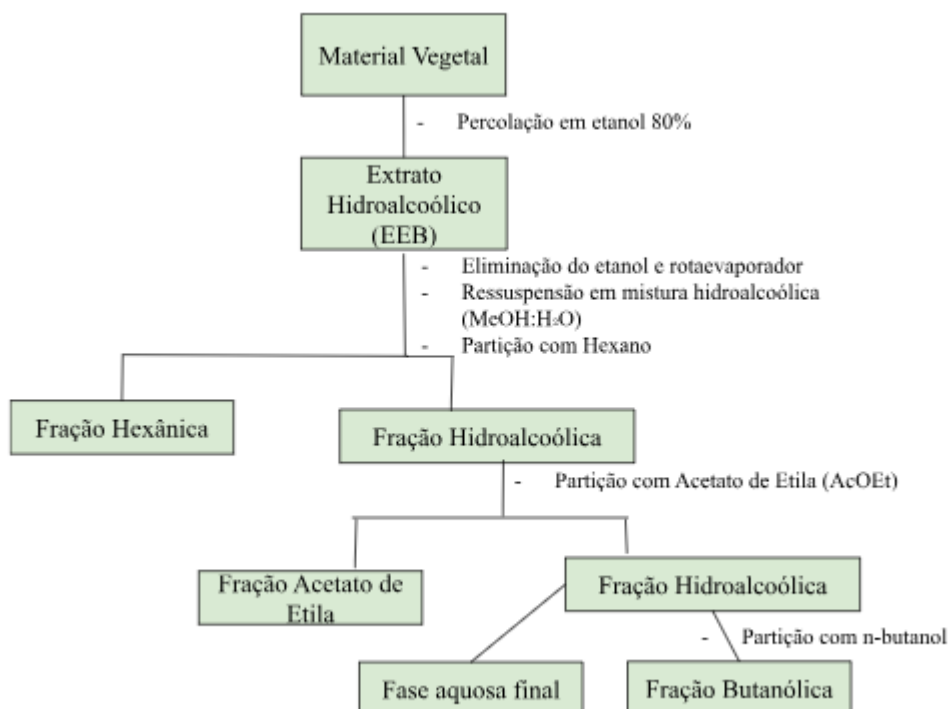 Material Vegetal
- Percolação em etanol 80%
Extrato
Hidroalcoólico
(EEB)
- Eliminação do etanol e rotaevaporador
- Ressuspensão em mistura hidroalcoólica
(MeOH:H₂O)
- Partição com Hexano
Fração Hexânica
Fração Hidroalcoólica
- Partição com Acetato de Etila (AcOEt)
Fração Acetato de
Etila
Fração Hidroalcoólica
- Partição com n-butanol
Fase aquosa final
Fração Butanólica